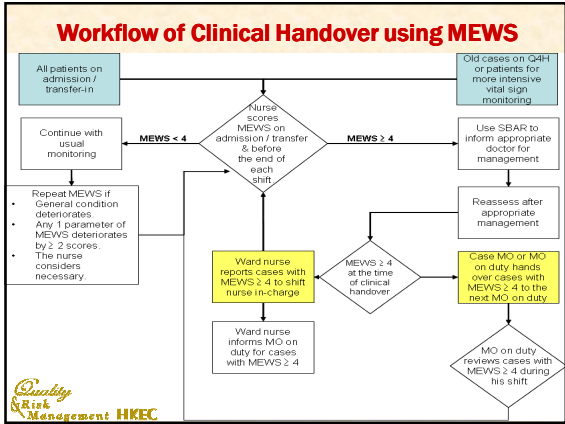 Workflow of Clinical Handover using MEWS
All patients on
admission /
transfer-in
Old cases on Q4H
or patients for
more intensive
vital sign
monitoring
Nurse
scores
MEWS on
admission / transfer
& before
the end of
each
shift.
Continue with
usual
monitoring
MEWS < 4
MEWS ≥ 4
Use SBAR to
inform appropriate
doctor for
management
Repeat MEWS if
• General condition
deteriorates.
• Any 1 parameter of
MEWS deteriorates
by ≥ 2 scores.
• The nurse
considers
necessary.
Reassess after
appropriate
management
Ward nurse
reports cases with
MEWS ≥ 4 to shift
nurse in-charge
MEWS ≥ 4
at the time
of clinical
handover
Case MO or MO
on duty hands
over cases with
MEWS ≥ 4 to the
next MO on duty
Ward nurse
informs MO on
duty for cases
with MEWS ≥ 4
MO on duty
reviews cases with
MEWS ≥ 4 during
his shift
Quality
& Risk
Management HKEC